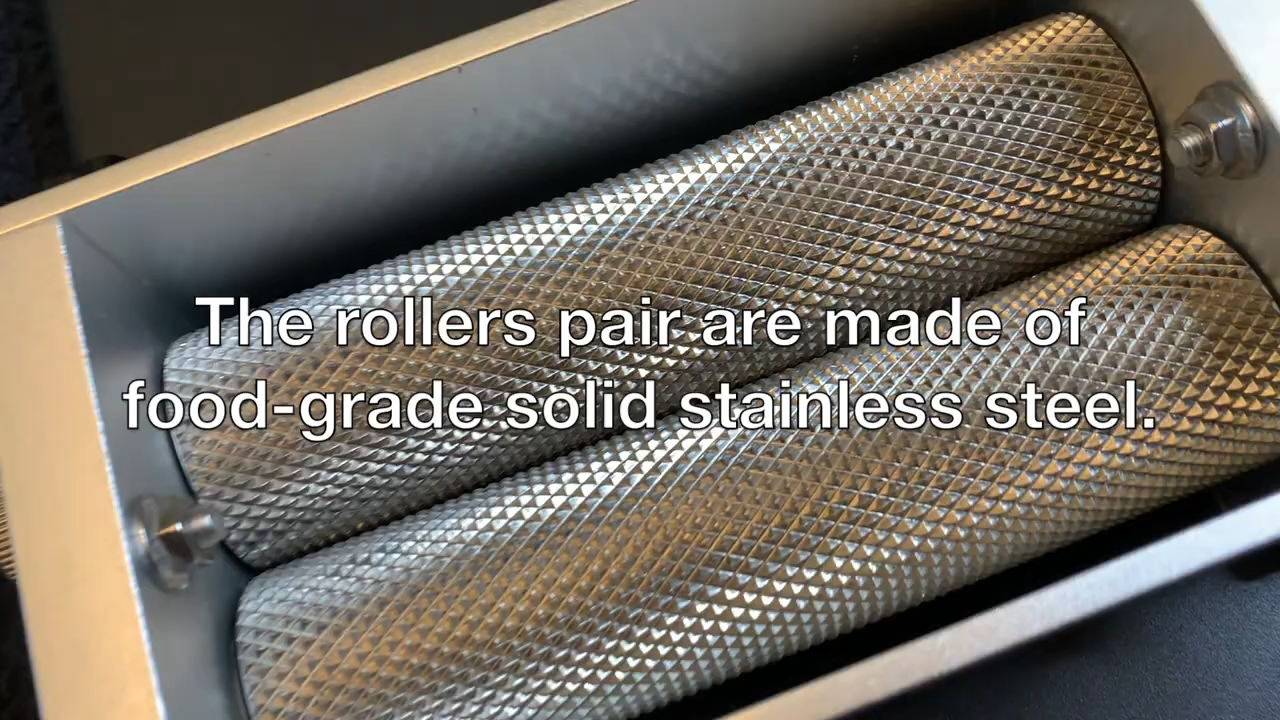 The rollers pair are made of
food-grade solid stainless steel.